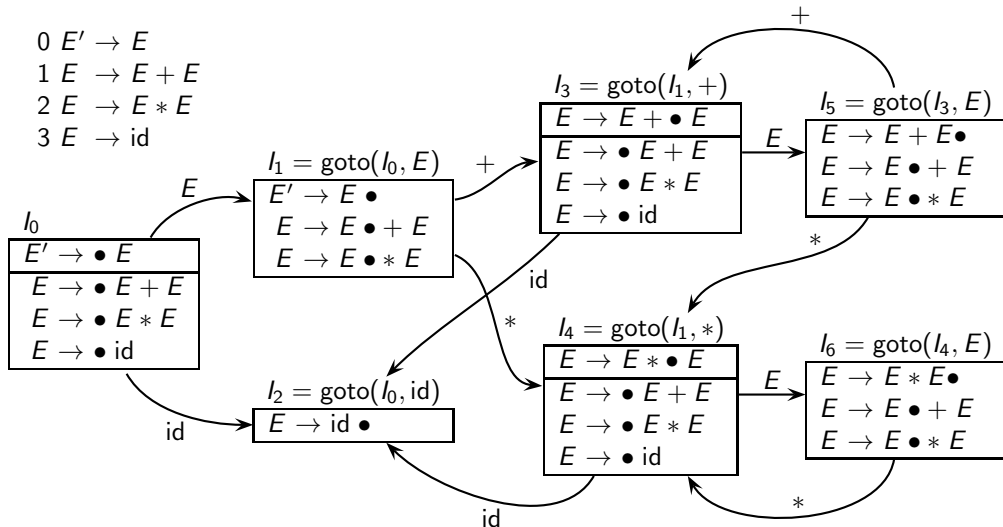 0 E′ → E
1 E → E + E
2 E → E ∗ E
3 E → id
I0
E′ → • E
E → • E + E
E → • E ∗ E
E → • id
E
id
I1 = goto(I0, E)
E′ → E •
E → E • + E
E → E • ∗ E
+
∗
I2 = goto(I0, id)
E → id •
I3 = goto(I1, +)
E → E + • E
E → • E + E
E → • E ∗ E
E → • id
E
id
I4 = goto(I1, ∗)
E → E ∗ • E
E → • E + E
E → • E ∗ E
E → • id
E
id
+
I5 = goto(I3, E)
E → E + E•
E → E • + E
E → E • ∗ E
∗
I6 = goto(I4, E)
E → E ∗ E•
E → E • + E
E → E • ∗ E
∗